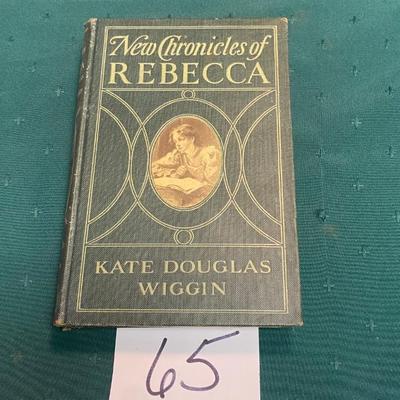 New Chronicles of
REBECCA
KATE DOUGLAS
WIGGIN
65